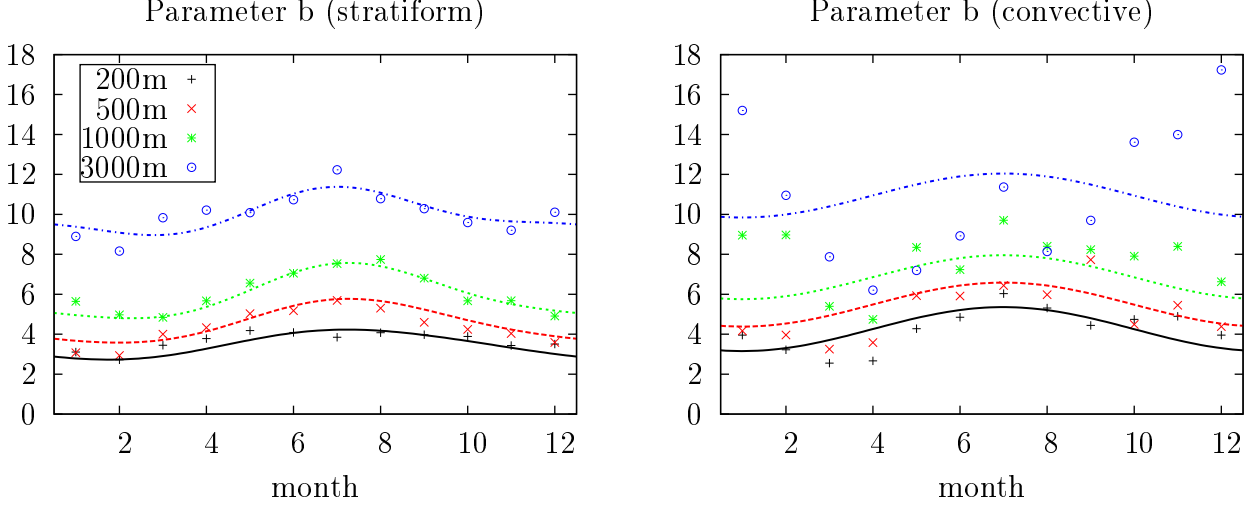 Parameter b (stratiform)
18
16
14
12
10
8
6
4
2
0
200m
500m
1000m
3000m
2 4 6 8 10 12
month
Parameter b (convective)
18
16
14
12
10
8
6
4
2
0
2 4 6 8 10 12
month